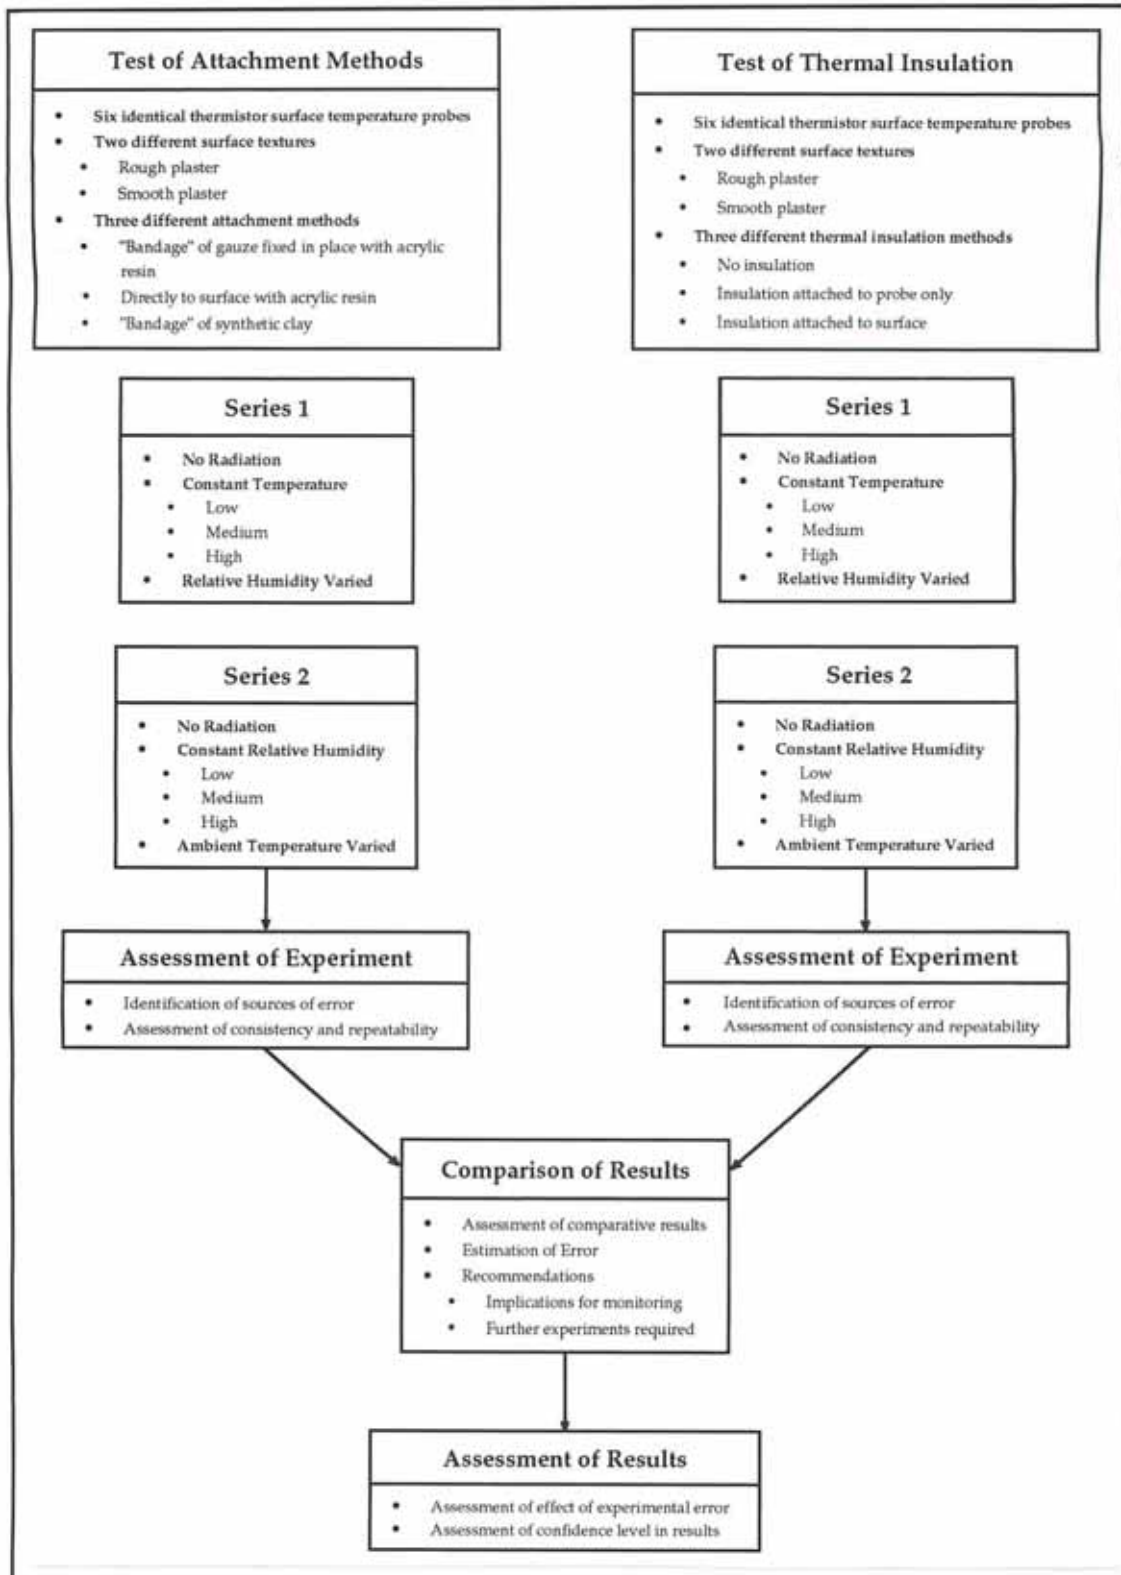 Test of Attachment Methods
• Six identical thermistor surface temperature probes
• Two different surface textures
• Rough plaster
• Smooth plaster
• Three different attachment methods
• "Bandage" of gauze fixed in place with acrylic
resin
• Directly to surface with acrylic resin
• "Bandage" of synthetic clay
Series 1
• No Radiation
• Constant Temperature
• Low
• Medium
• High
• Relative Humidity Varied
Series 2
• No Radiation
• Constant Relative Humidity
• Low
• Medium
• High
• Ambient Temperature Varied
Assessment of Experiment
• Identification of sources of error
• Assessment of consistency and repeatability
Test of Thermal Insulation
• Six identical thermistor surface temperature probes
• Two different surface textures
• Rough plaster
• Smooth plaster
• Three different thermal insulation methods
• No insulation
• Insulation attached to probe only
• Insulation attached to surface
Series 1
• No Radiation
• Constant Temperature
• Low
• Medium
• High
• Relative Humidity Varied
Series 2
• No Radiation
• Constant Relative Humidity
• Low
• Medium
• High
• Ambient Temperature Varied
Assessment of Experiment
• Identification of sources of error
• Assessment of consistency and repeatability
Comparison of Results
• Assessment of comparative results
• Estimation of Error
• Recommendations
• Implications for monitoring
• Further experiments required
Assessment of Results
• Assessment of effect of experimental error
• Assessment of confidence level in results